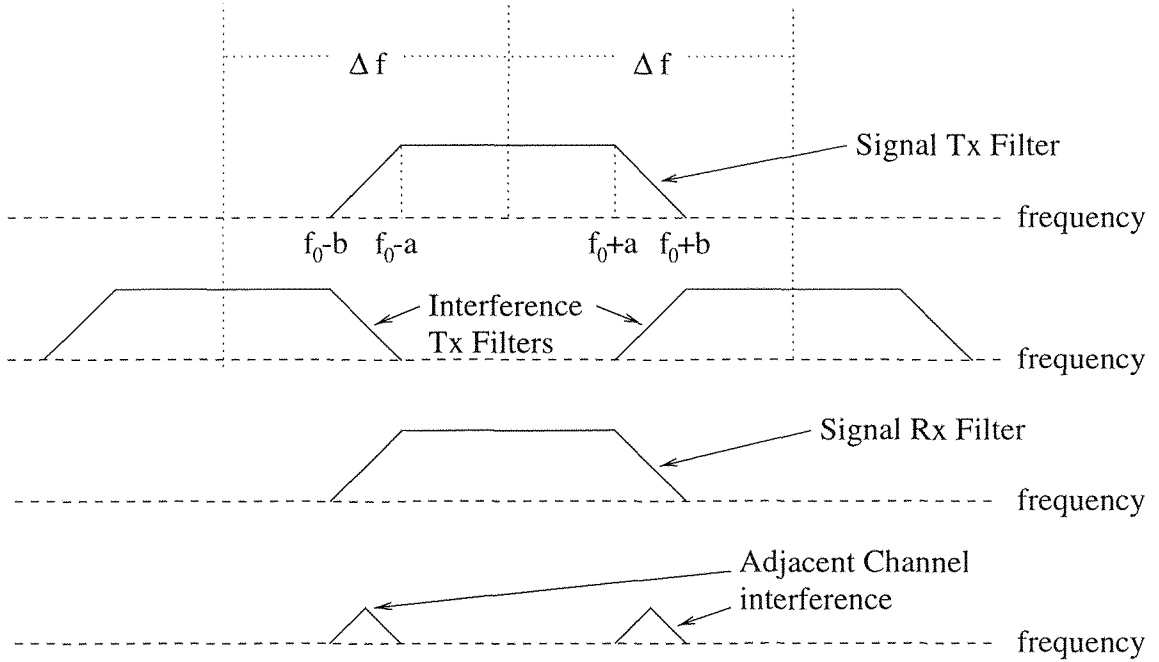 Δ f Δ f
Signal Tx Filter
frequency
f₀-b f₀-a f₀+a f₀+b
Interference
Tx Filters
frequency
Signal Rx Filter
frequency
Adjacent Channel
interference
frequency